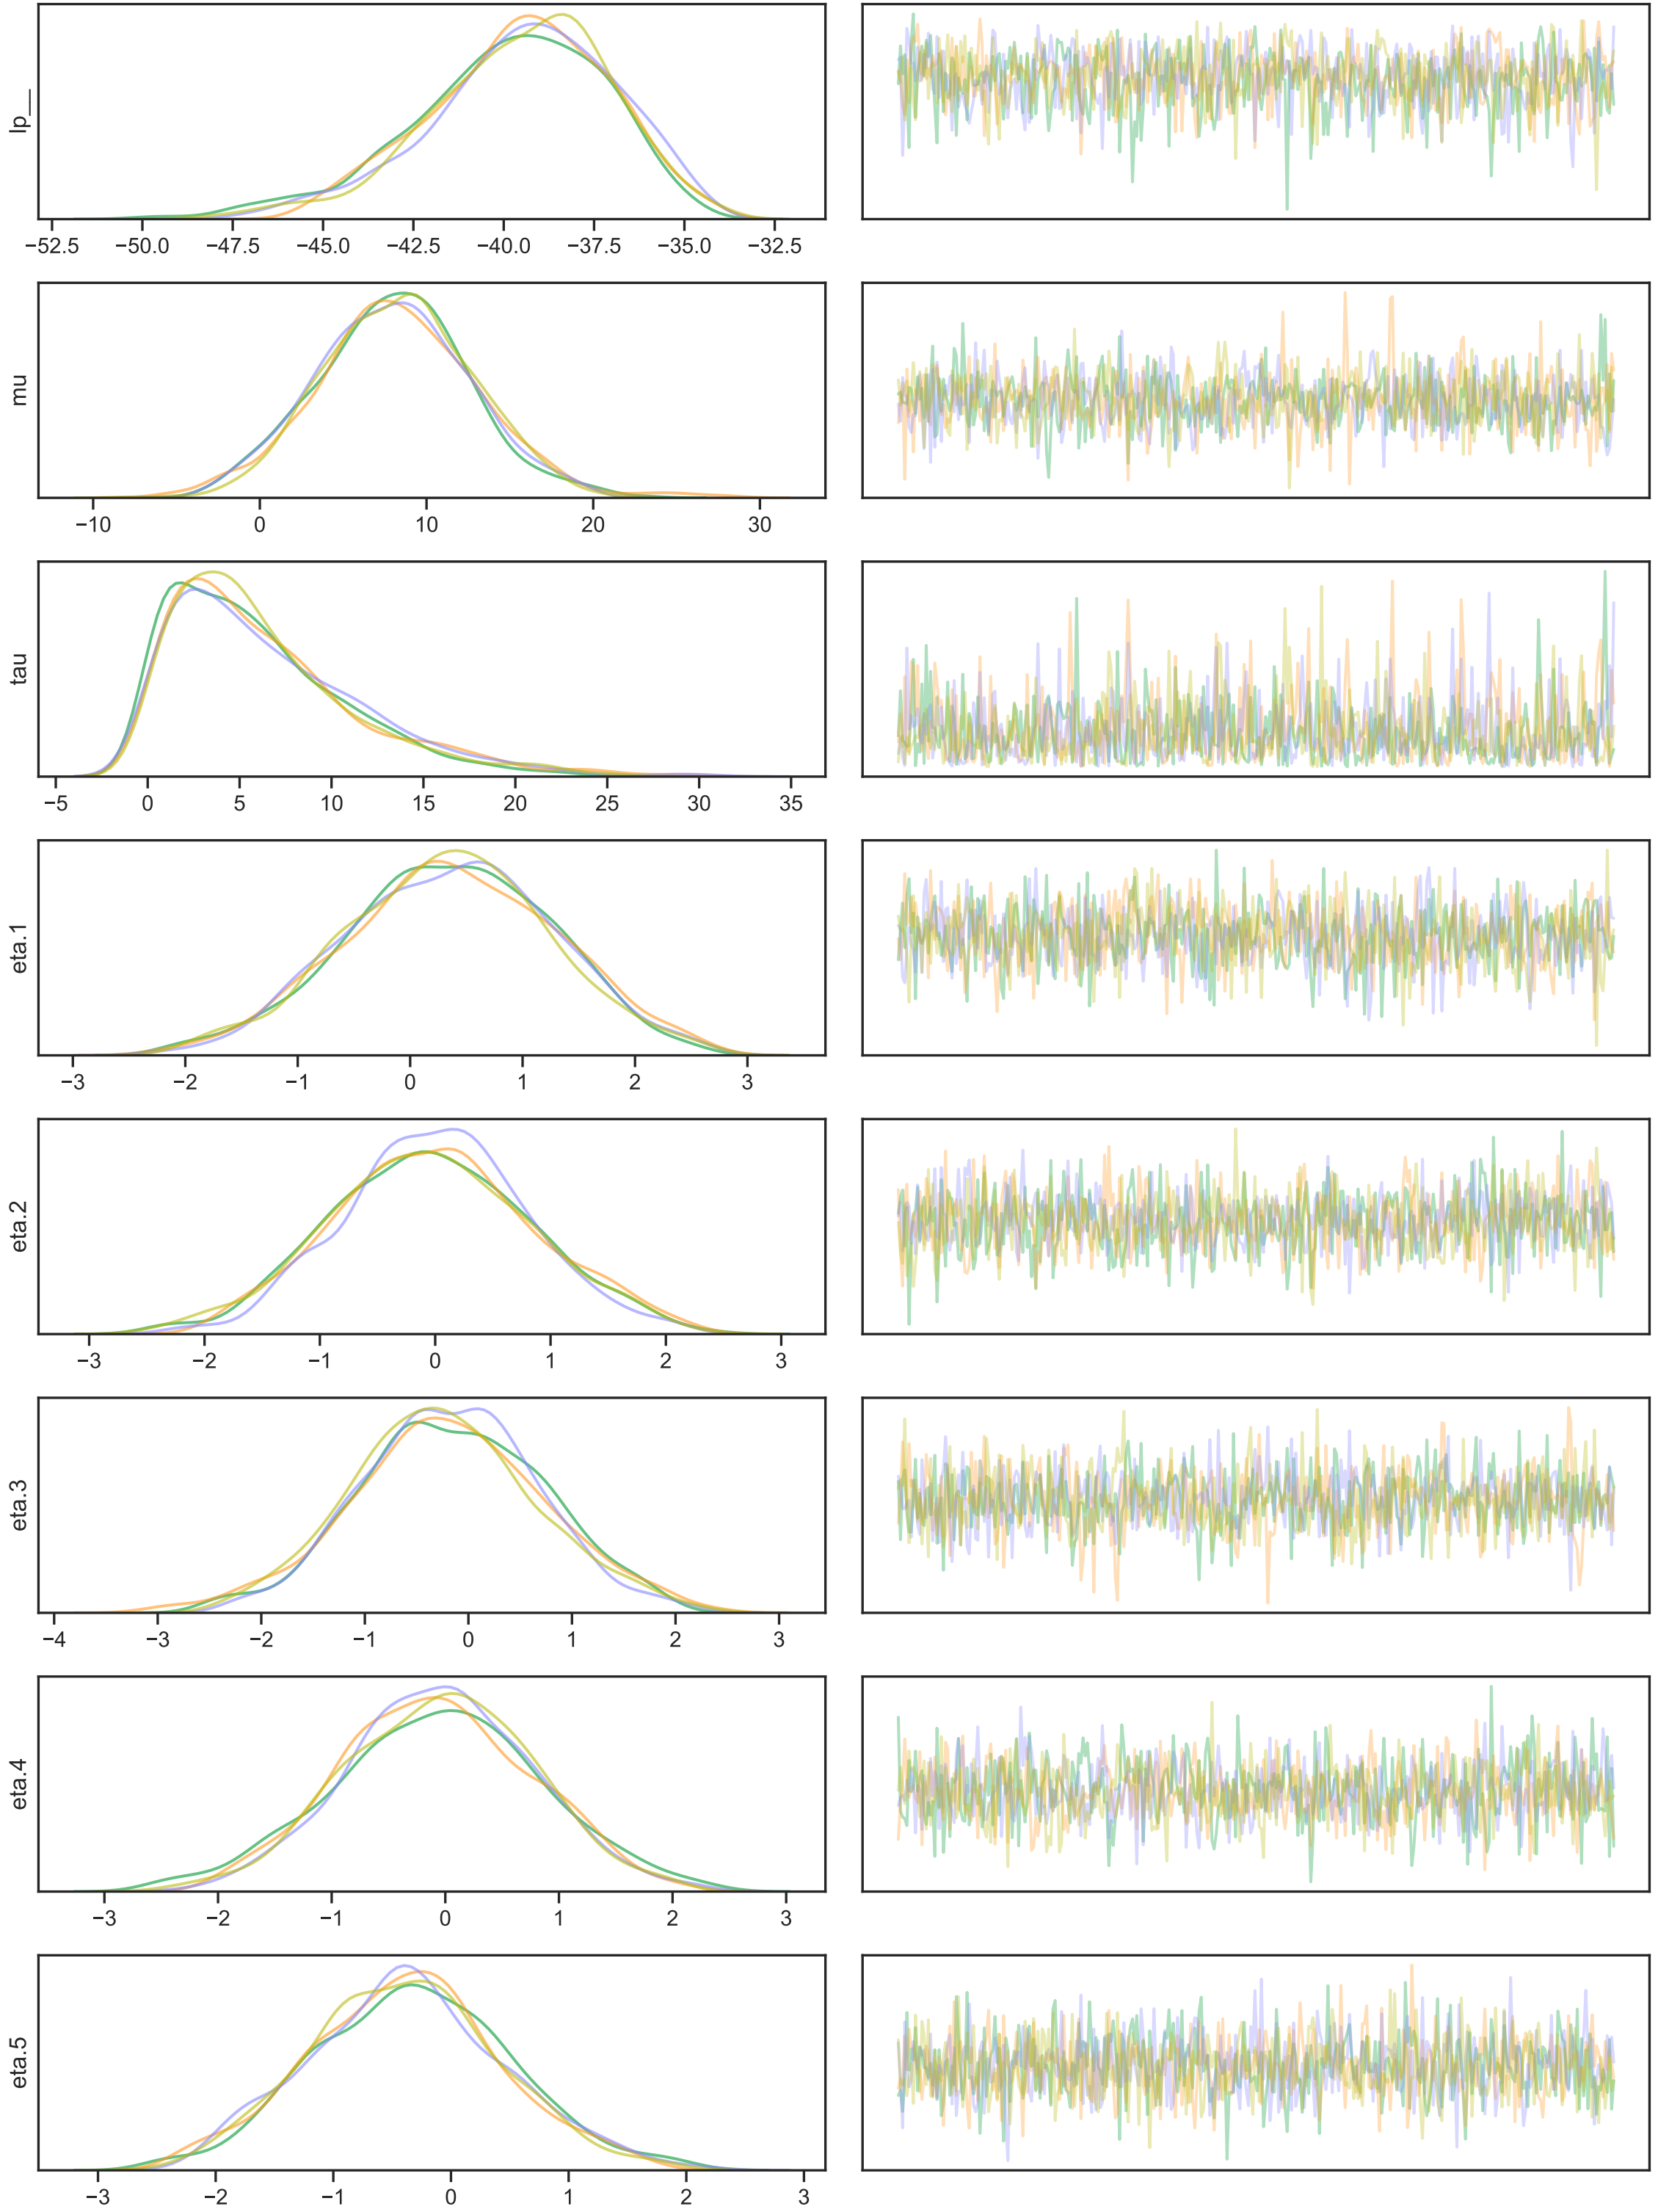 lp__
−52.5 −50.0 −47.5 −45.0 −42.5 −40.0 −37.5 −35.0 −32.5
mu
−10 0 10 20 30
tau
−5 0 5 10 15 20 25 30 35
eta.1
−3 −2 −1 0 1 2 3
eta.2
−3 −2 −1 0 1 2 3
eta.3
−4 −3 −2 −1 0 1 2 3
eta.4
−3 −2 −1 0 1 2 3
eta.5
−3 −2 −1 0 1 2 3